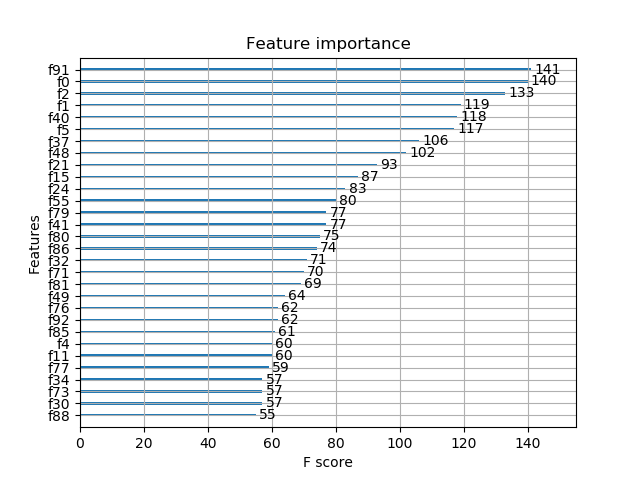 Feature importance
f91 141
f0 140
f2 133
f1 119
f40 118
f5 117
f37 106
f48 102
f21 93
f15 87
f24 83
f55 80
f79 77
f41 77
f80 75
f86 74
f32 71
f71 70
f81 69
f49 64
f76 62
f92 62
f85 61
f4 60
f11 60
f77 59
f34 57
f73 57
f30 57
f88 55
Features
0 20 40 60 80 100 120 140
F score